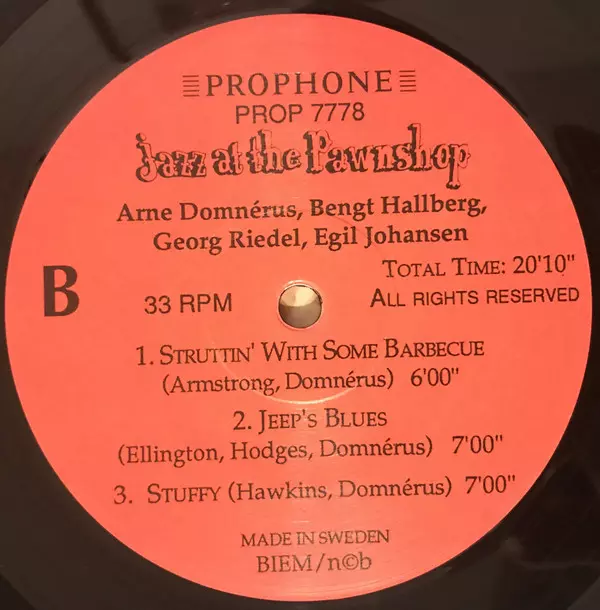 PROPHONE
PROP 7778
Jazz at the Pawnshop
Arne Domnérus, Bengt Hallberg,
Georg Riedel, Egil Johansen
TOTAL TIME: 20'10"
B 33 RPM ALL RIGHTS RESERVED
1. STRUTTIN' WITH SOME BARBECUE
(Armstrong, Domnérus) 6'00"
2. JEEP'S BLUES
(Ellington, Hodges, Domnérus) 7'00"
3. STUFFY (Hawkins, Domnérus) 7'00"
MADE IN SWEDEN
BIEM/n©b